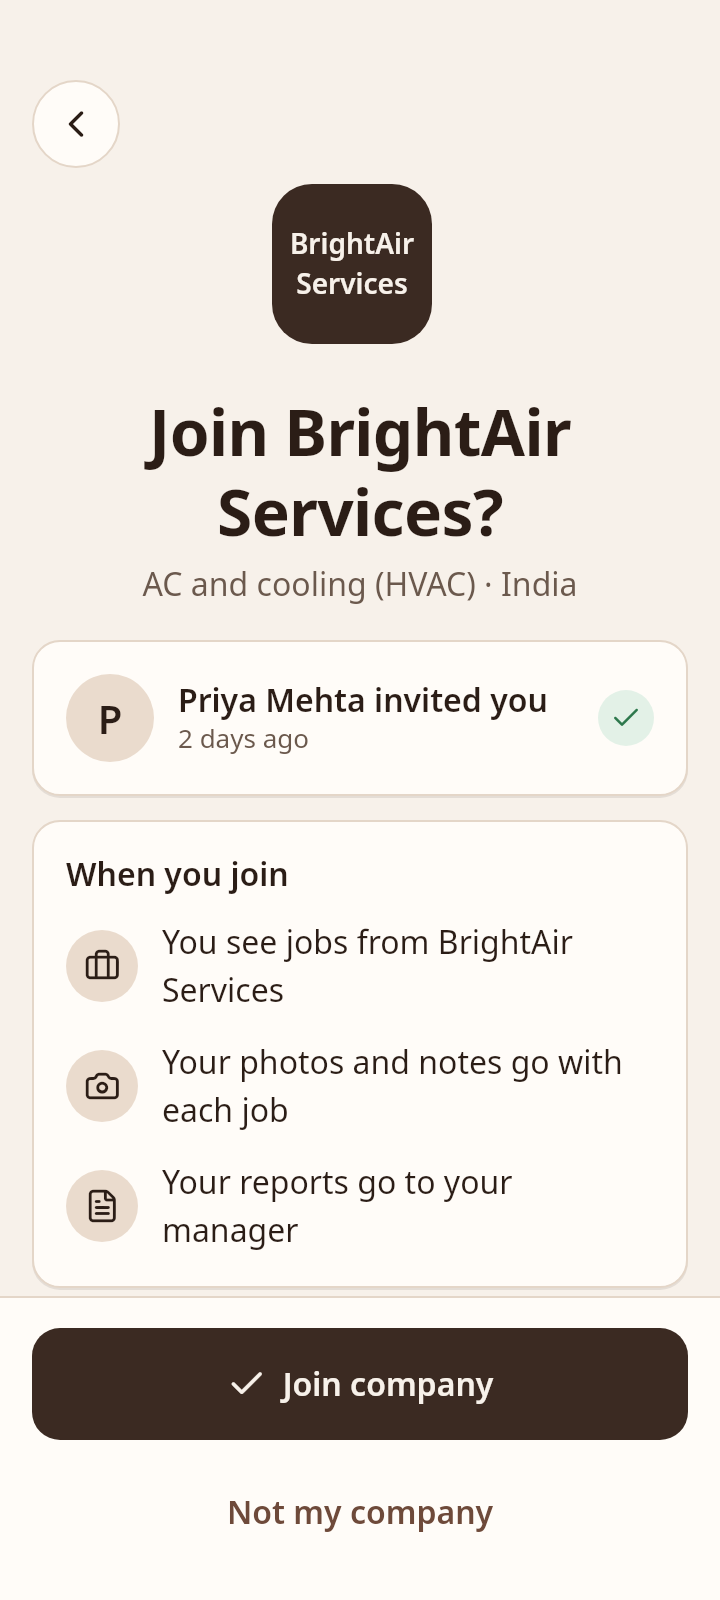 BrightAir
Services
Join BrightAir
Services?
AC and cooling (HVAC) · India
P
Priya Mehta invited you
2 days ago
When you join
You see jobs from BrightAir
Services
Your photos and notes go with
each job
Your reports go to your
manager
Join company
Not my company